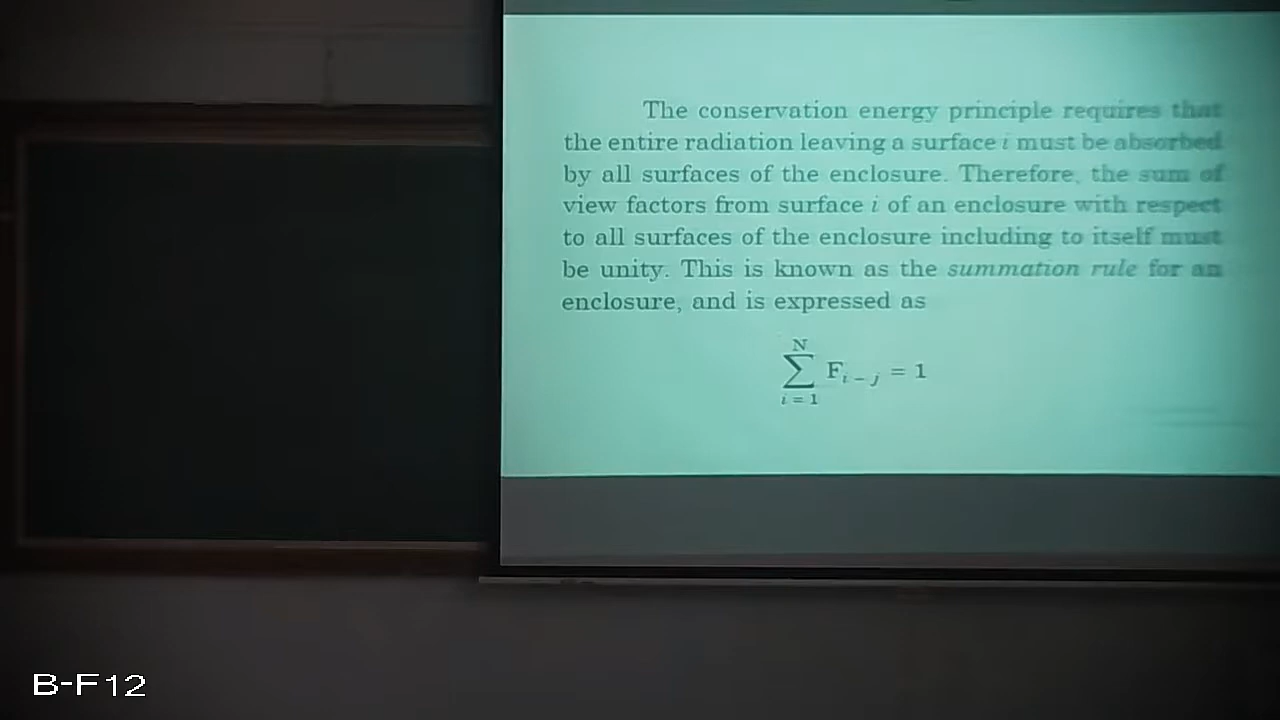 The conservation energy principle requires that
the entire radiation leaving a surface i must be absorbed
by all surfaces of the enclosure. Therefore, the sum of
view factors from surface i of an enclosure with respect
to all surfaces of the enclosure including to itself must
be unity. This is known as the summation rule for an
enclosure, and is expressed as
N
∑ F i – j = 1
i = 1
B-F12